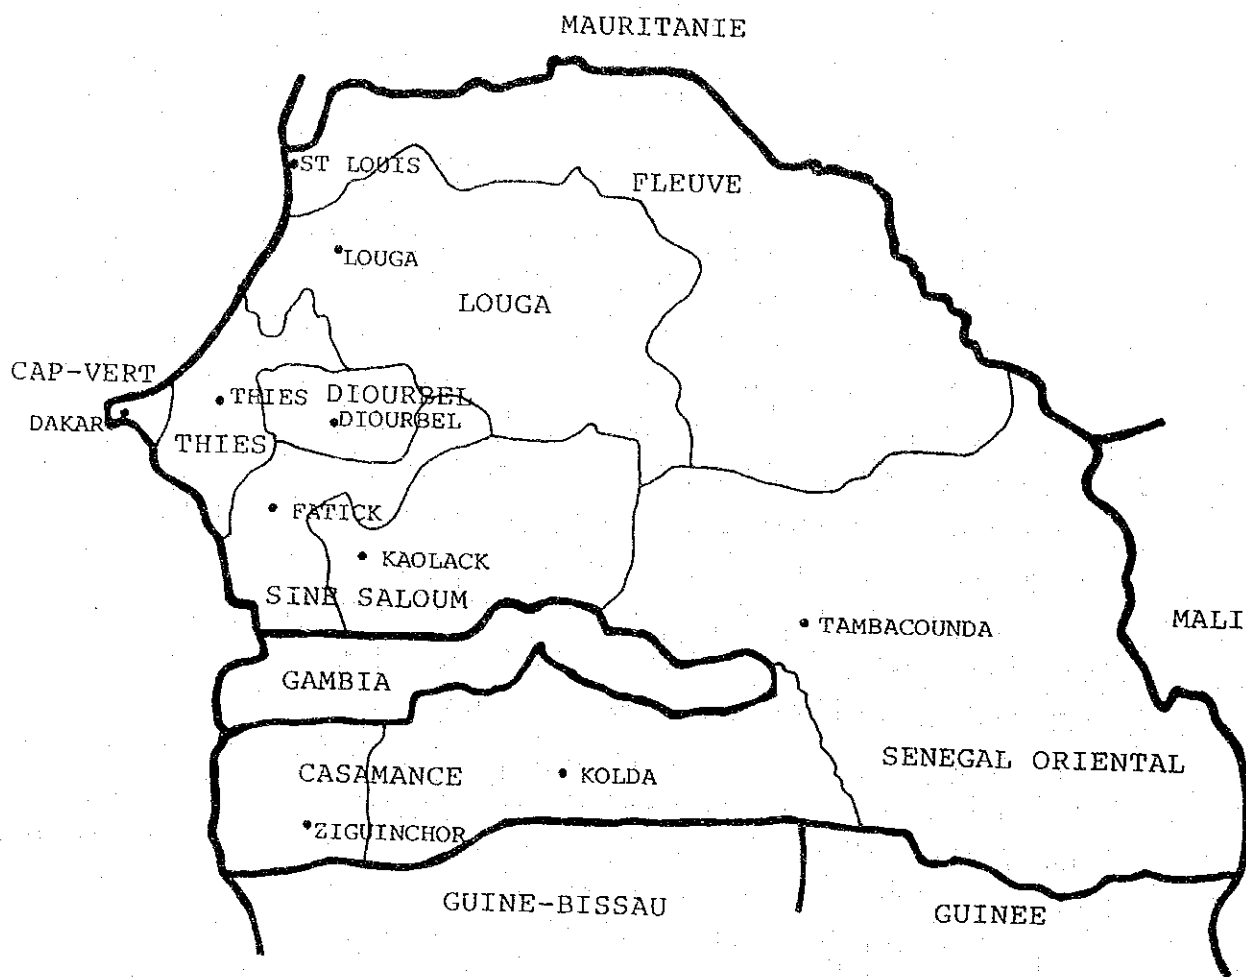 MAURITANIE
ST LOUIS
FLEUVE
LOUGA
LOUGA
CAP-VERT
THIES
DIOURBEL
DAKAR
DIOURBEL
THIES
FATICK
KAOLACK
SINE SALOUM
TAMBACOUNDA
MALI
GAMBIA
SENEGAL ORIENTAL
CASAMANCE
KOLDA
ZIGUINCHOR
GUINE-BISSAU
GUINEE